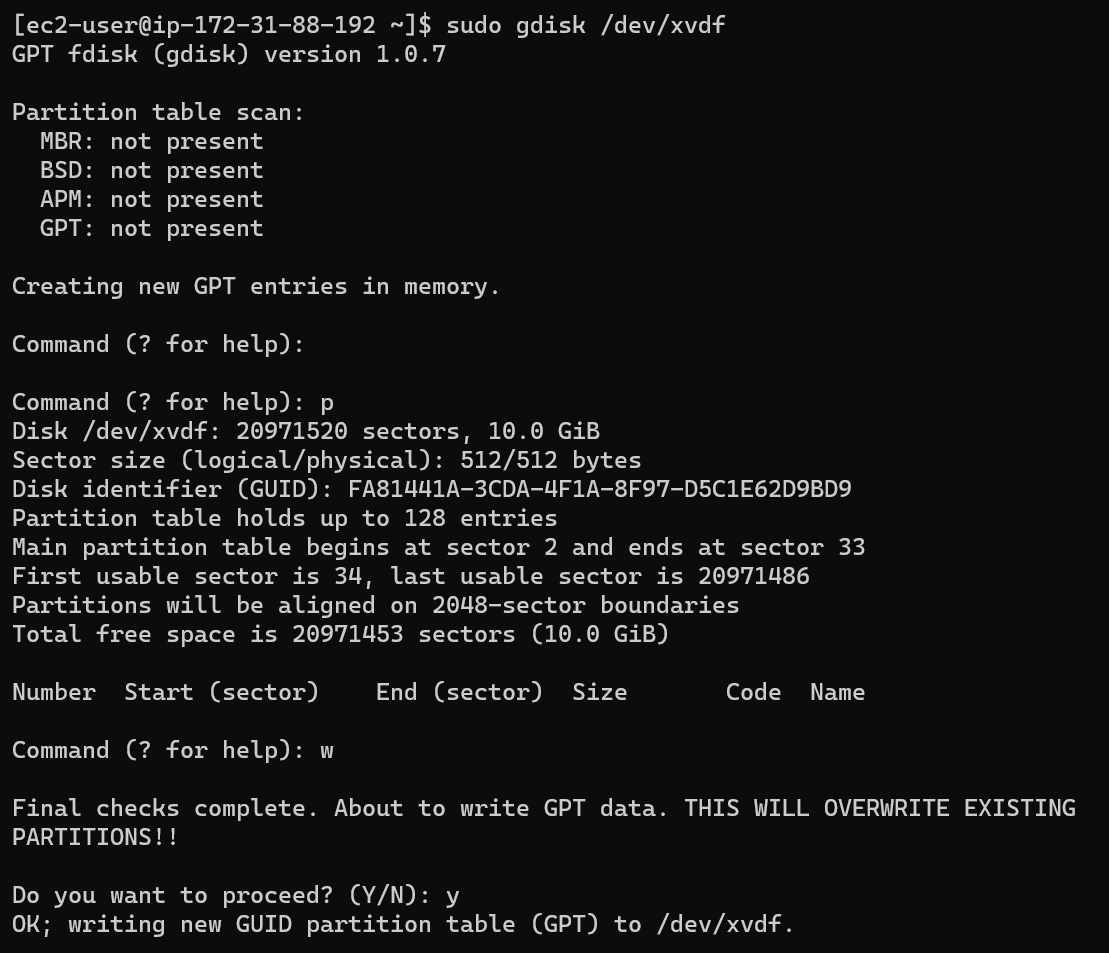 [ec2-user@ip-172-31-88-192 ~]$ sudo gdisk /dev/xvdf
GPT fdisk (gdisk) version 1.0.7
Partition table scan:
  MBR: not present
  BSD: not present
  APM: not present
  GPT: not present
Creating new GPT entries in memory.
Command (? for help):
Command (? for help): p
Disk /dev/xvdf: 20971520 sectors, 10.0 GiB
Sector size (logical/physical): 512/512 bytes
Disk identifier (GUID): FA81441A-3CDA-4F1A-8F97-D5C1E62D9BD9
Partition table holds up to 128 entries
Main partition table begins at sector 2 and ends at sector 33
First usable sector is 34, last usable sector is 20971486
Partitions will be aligned on 2048-sector boundaries
Total free space is 20971453 sectors (10.0 GiB)
Number  Start (sector)    End (sector)  Size       Code  Name
Command (? for help): w
Final checks complete. About to write GPT data. THIS WILL OVERWRITE EXISTING
PARTITIONS!!
Do you want to proceed? (Y/N): y
OK; writing new GUID partition table (GPT) to /dev/xvdf.